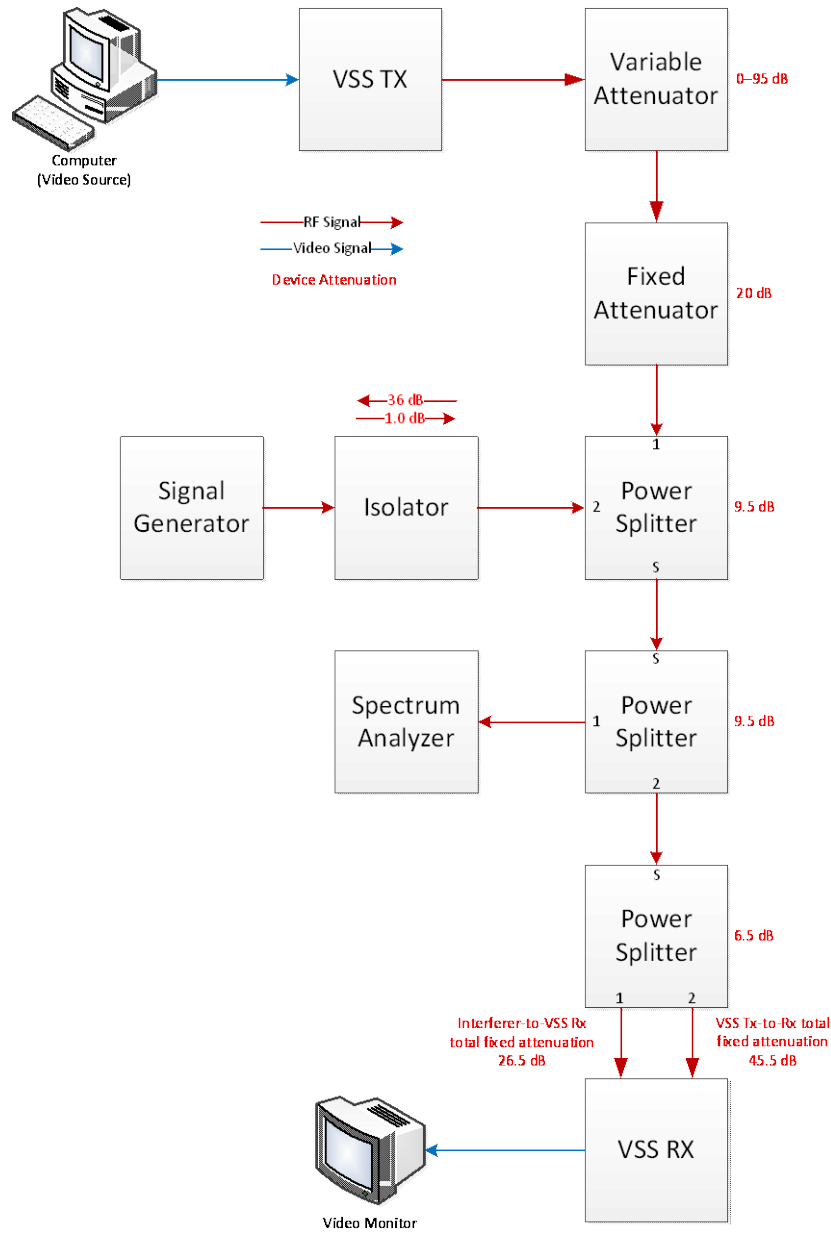 Computer
(Video Source)
VSS TX
Variable
Attenuator
0–95 dB
RF Signal
Video Signal
Device Attenuation
Fixed
Attenuator
20 dB
36 dB
1.0 dB
Signal
Generator
Isolator
1
2
Power
Splitter
S
9.5 dB
Spectrum
Analyzer
S
1
Power
Splitter
2
9.5 dB
S
Power
Splitter
1 2
6.5 dB
Interferer-to-VSS Rx
total fixed attenuation
26.5 dB
VSS Tx-to-Rx total
fixed attenuation
45.5 dB
VSS RX
Video Monitor